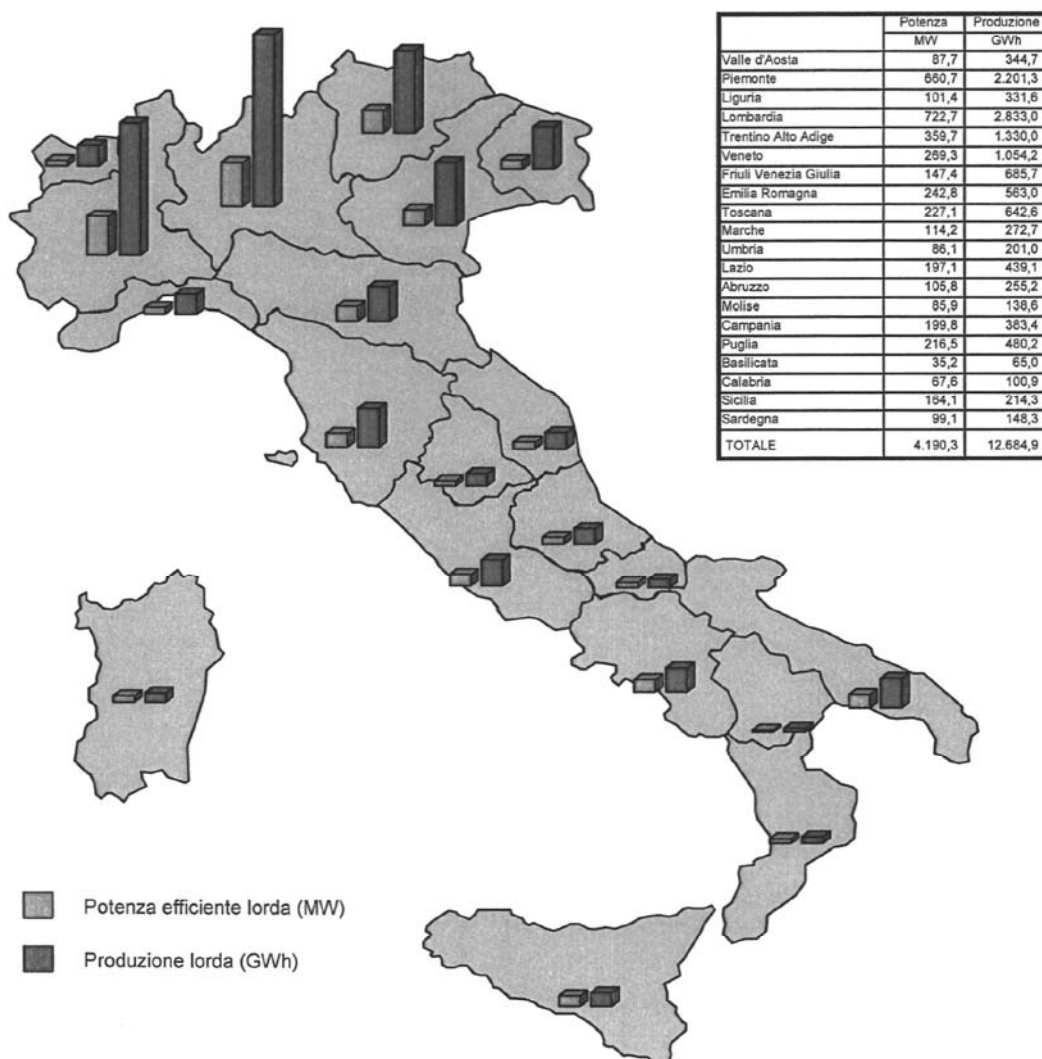 Potenza Produzione
MW GWh
Valle d'Aosta 87,7 344,7
Piemonte 660,7 2.201,3
Liguria 101,4 331,6
Lombardia 722,7 2.833,0
Trentino Alto Adige 359,7 1.330,0
Veneto 269,3 1.054,2
Friuli Venezia Giulia 147,4 685,7
Emilia Romagna 242,8 563,0
Toscana 227,1 642,6
Marche 114,2 272,7
Umbria 86,1 201,0
Lazio 197,1 439,1
Abruzzo 105,8 255,2
Molise 85,9 138,6
Campania 199,8 383,4
Puglia 216,5 480,2
Basilicata 35,2 65,0
Calabria 67,6 100,9
Sicilia 164,1 214,3
Sardegna 99,1 148,3
TOTALE 4.190,3 12.684,9
Potenza efficiente lorda (MW)
Produzione lorda (GWh)